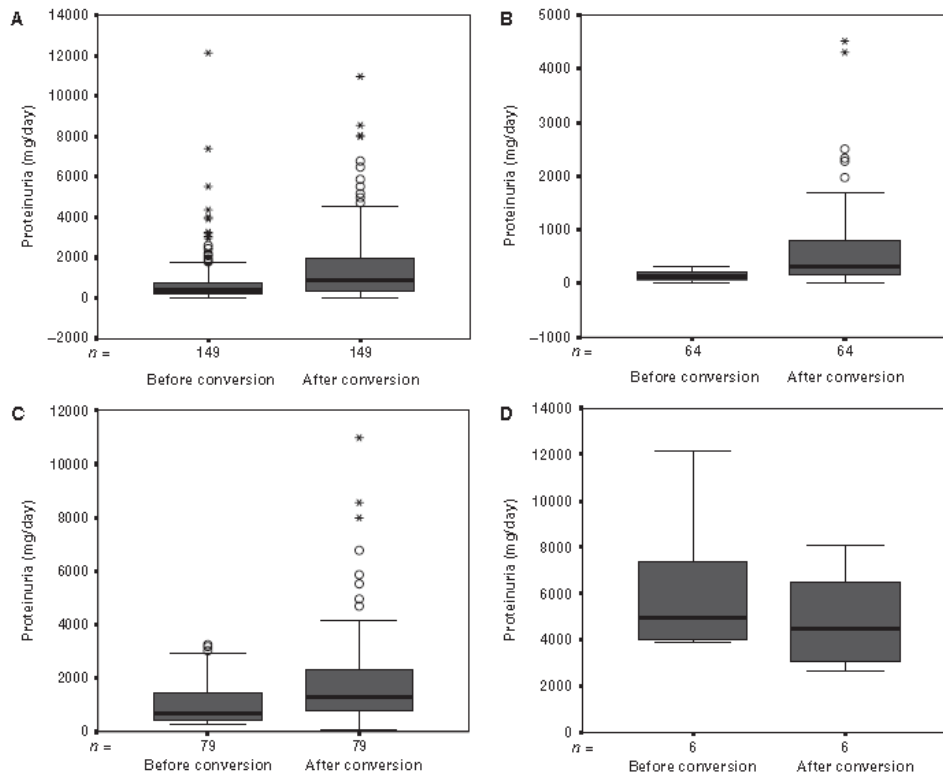 A
Proteinuria (mg/day)
14000
12000
10000
8000
6000
4000
2000
0
−2000
n =
149
149
Before conversion
After conversion
B
Proteinuria (mg/day)
5000
4000
3000
2000
1000
0
−1000
n =
64
64
Before conversion
After conversion
C
Proteinuria (mg/day)
12000
10000
8000
6000
4000
2000
0
n =
79
79
Before conversion
After conversion
D
Proteinuria (mg/day)
14000
12000
10000
8000
6000
4000
2000
0
n =
6
6
Before conversion
After conversion